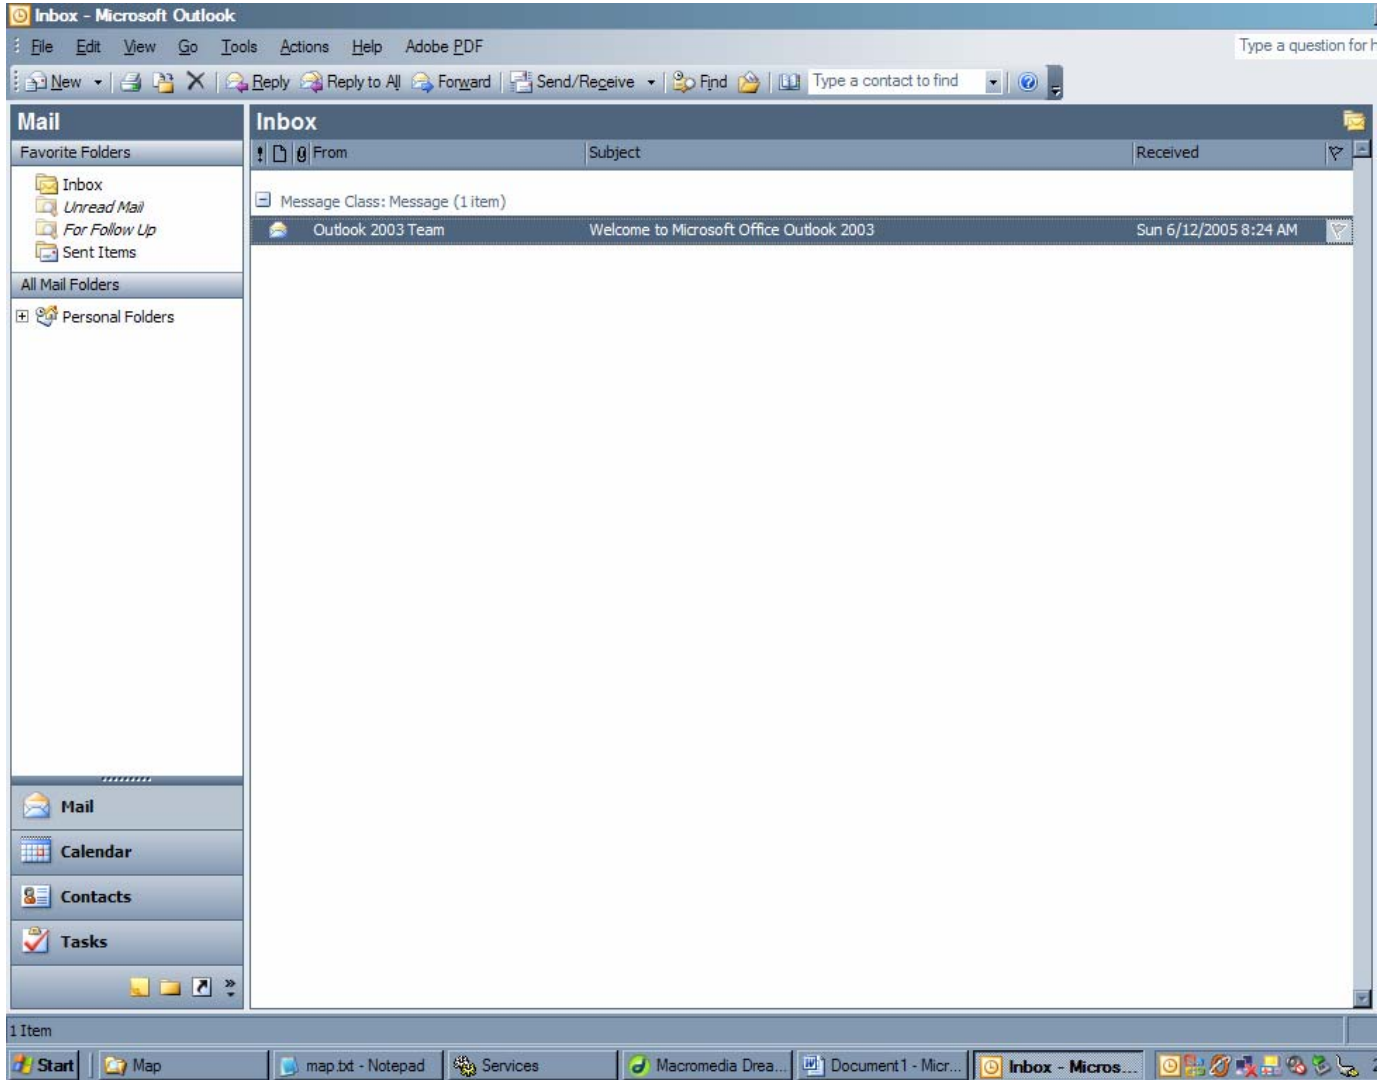 Inbox - Microsoft Outlook
File Edit View Go Tools Actions Help Adobe PDF Type a question for h
New Reply Reply to All Forward Send/Receive Find Type a contact to find
Mail
Favorite Folders
Inbox
Unread Mail
For Follow Up
Sent Items
All Mail Folders
Personal Folders
Inbox
From Subject Received
Message Class: Message (1 item)
Outlook 2003 Team Welcome to Microsoft Office Outlook 2003 Sun 6/12/2005 8:24 AM
Mail
Calendar
Contacts
Tasks
1 Item
Start Map map.txt - Notepad Services Macromedia Drea... Document1 - Micr... Inbox - Micros...